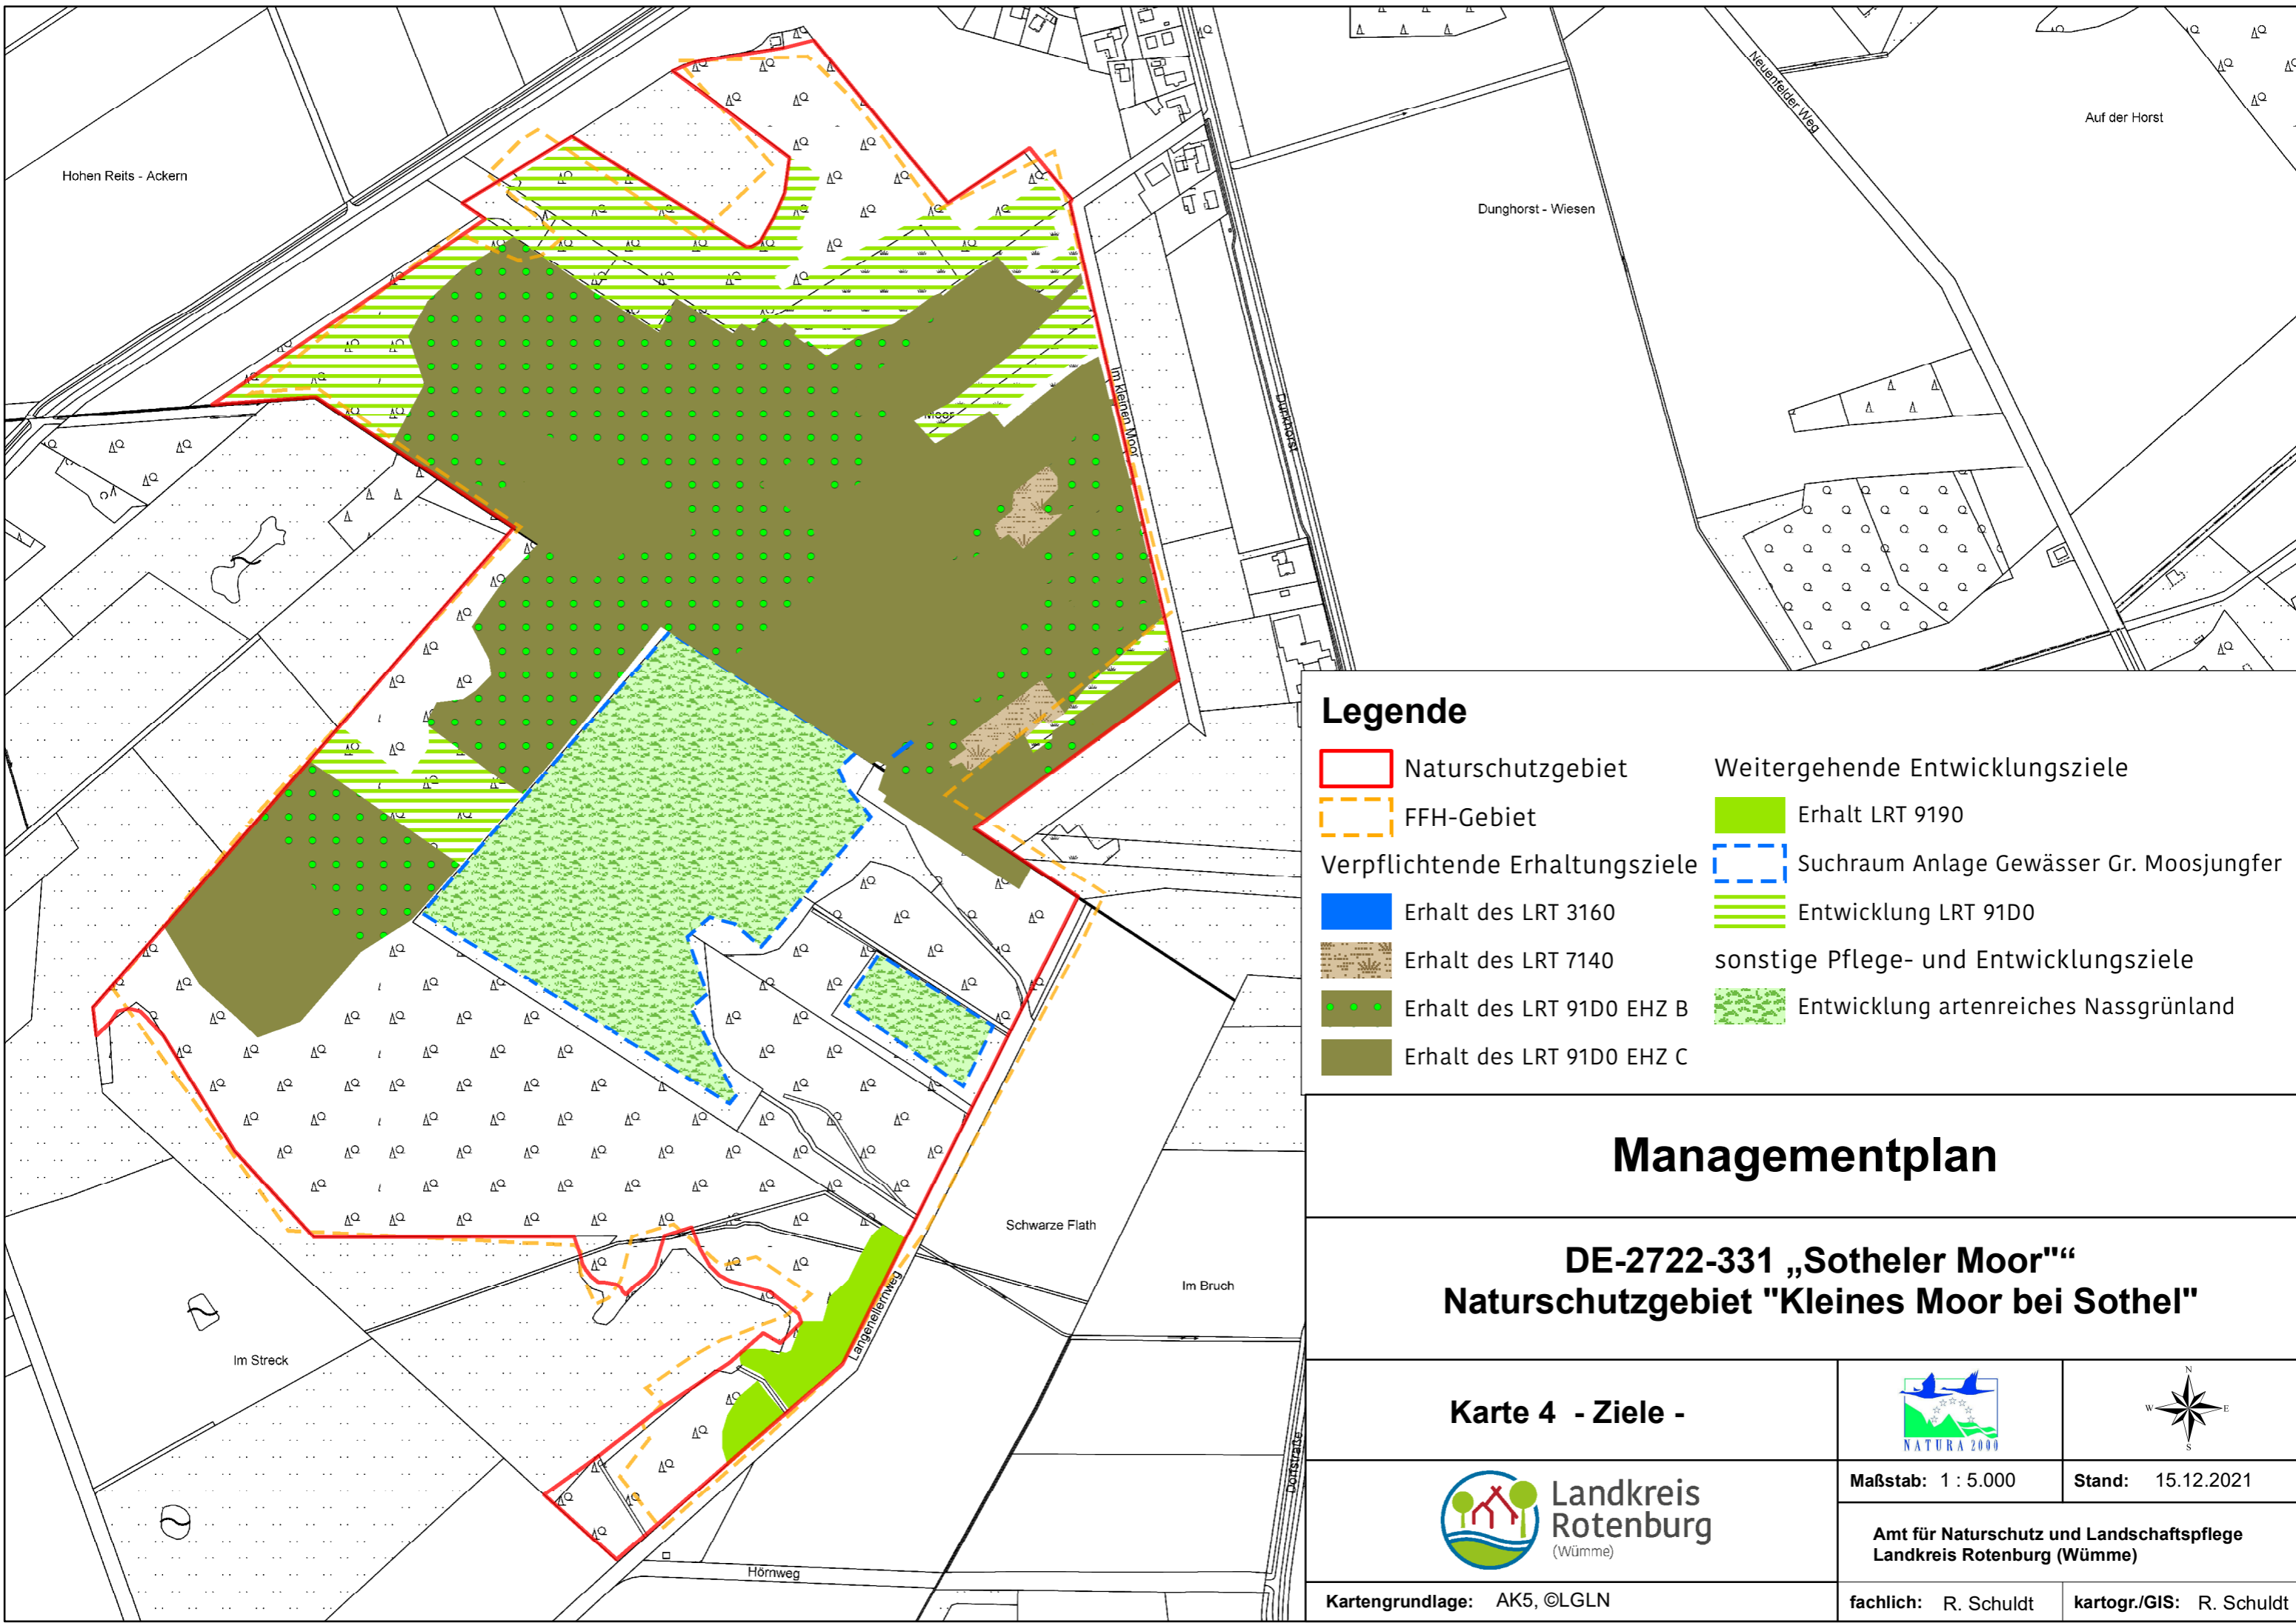 Hohen Reits - Ackern
Neuenfelder Weg
Auf der Horst
Dunghorst - Wiesen
Im kleinen Moor
Moor
Schwarze Flath
Im Bruch
Langenellernweg
Im Streck
Dorfstraße
Hörnweg
Legende
Naturschutzgebiet
FFH-Gebiet
Verpflichtende Erhaltungsziele
Erhalt des LRT 3160
Erhalt des LRT 7140
Erhalt des LRT 91D0 EHZ B
Erhalt des LRT 91D0 EHZ C
Weitergehende Entwicklungsziele
Erhalt LRT 9190
Suchraum Anlage Gewässer Gr. Moosjungfer
Entwicklung LRT 91D0
sonstige Pflege- und Entwicklungsziele
Entwicklung artenreiches Nassgrünland
Managementplan
DE-2722-331 „Sotheler Moor"“
Naturschutzgebiet "Kleines Moor bei Sothel"
Karte 4 - Ziele -
NATURA 2000
N
W E
S
Landkreis
Rotenburg
(Wümme)
Maßstab: 1 : 5.000
Stand: 15.12.2021
Amt für Naturschutz und Landschaftspflege
Landkreis Rotenburg (Wümme)
Kartengrundlage: AK5, ©LGLN
fachlich: R. Schuldt
kartogr./GIS: R. Schuldt